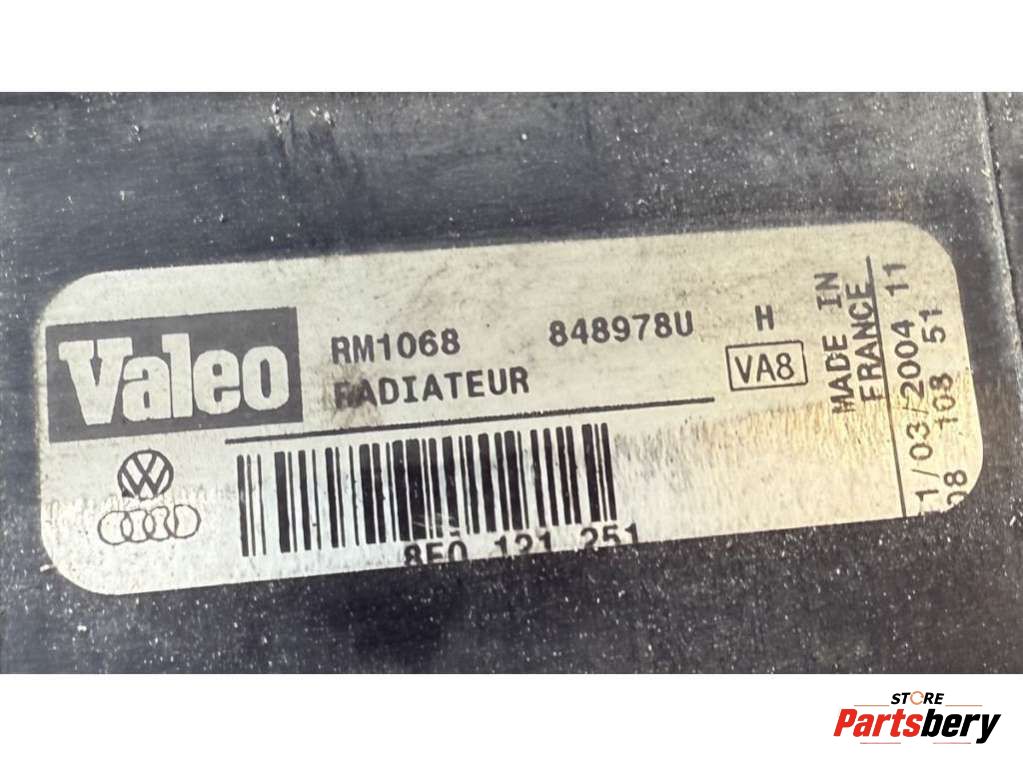 Valeo
RM1068 848978U H
RADIATEUR VA8
8E0 121 251
MADE IN
FRANCE
1/03/2004 11
08 108 51
STORE
Partsbery